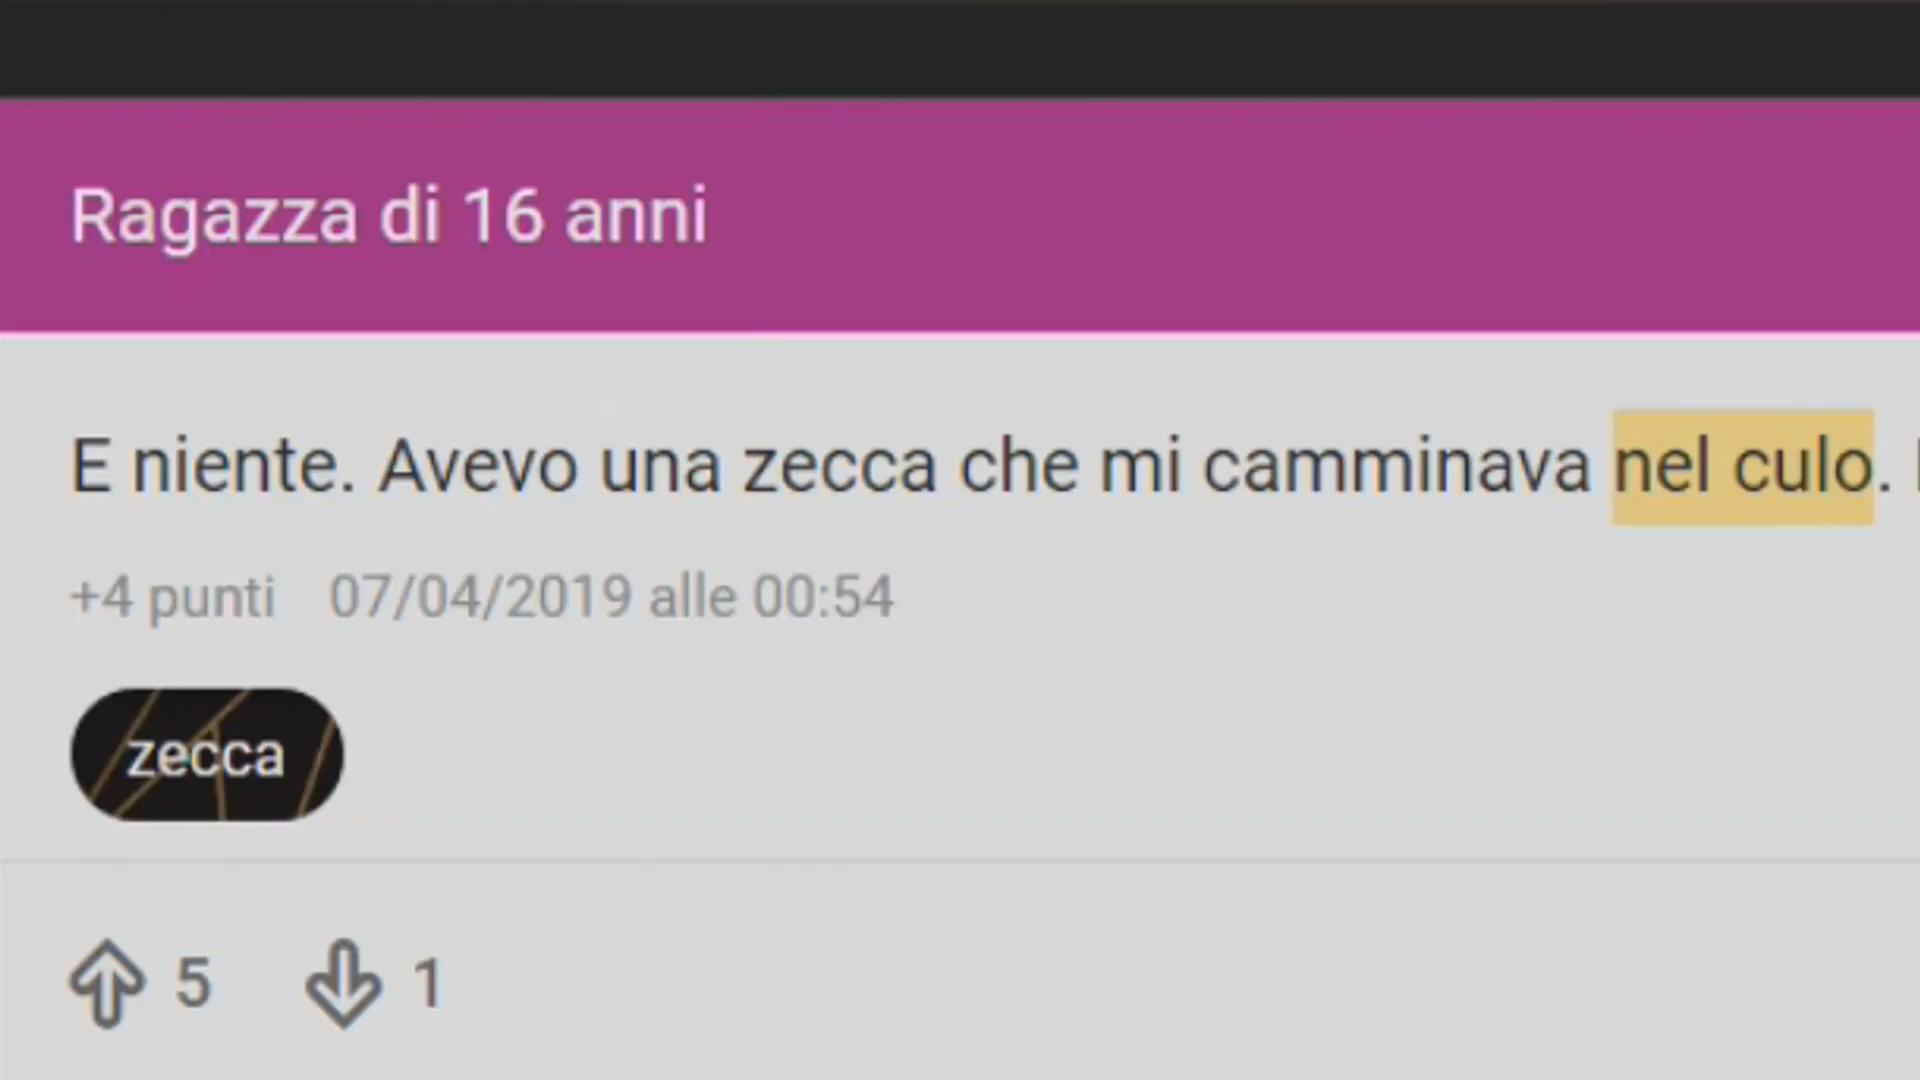 Ragazza di 16 anni
E niente. Avevo una zecca che mi camminava nel culo.
+4 punti 07/04/2019 alle 00:54
zecca
5 1